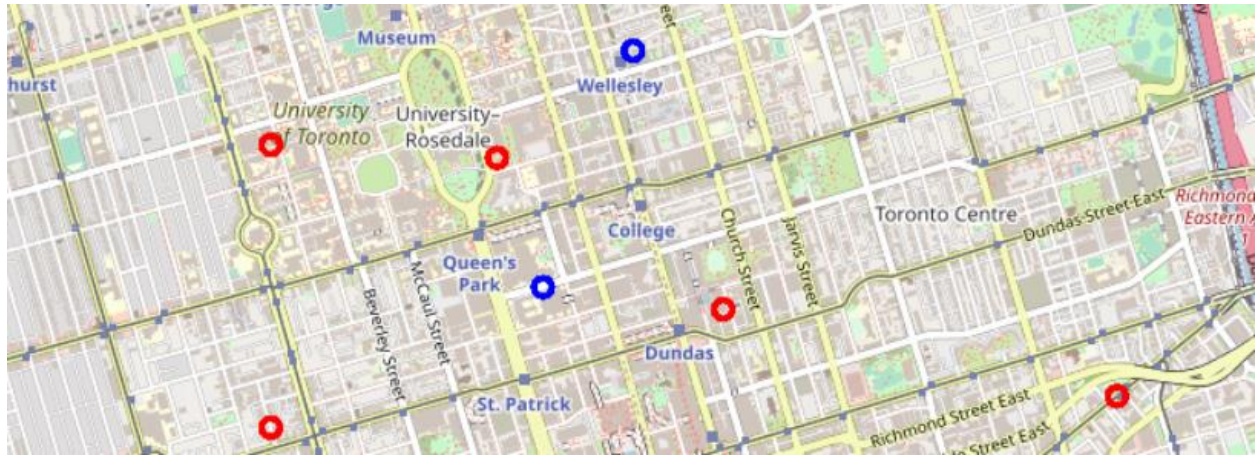 Museum
hurst
Wellesley
University
of Toronto
University–
Rosedale
Richmond
Eastern
Toronto Centre
Dundas Street East
College
Church Street
Jarvis Street
Queen's
Park
McCaul Street
Beverley Street
Dundas
St. Patrick
Richmond Street East
Street East